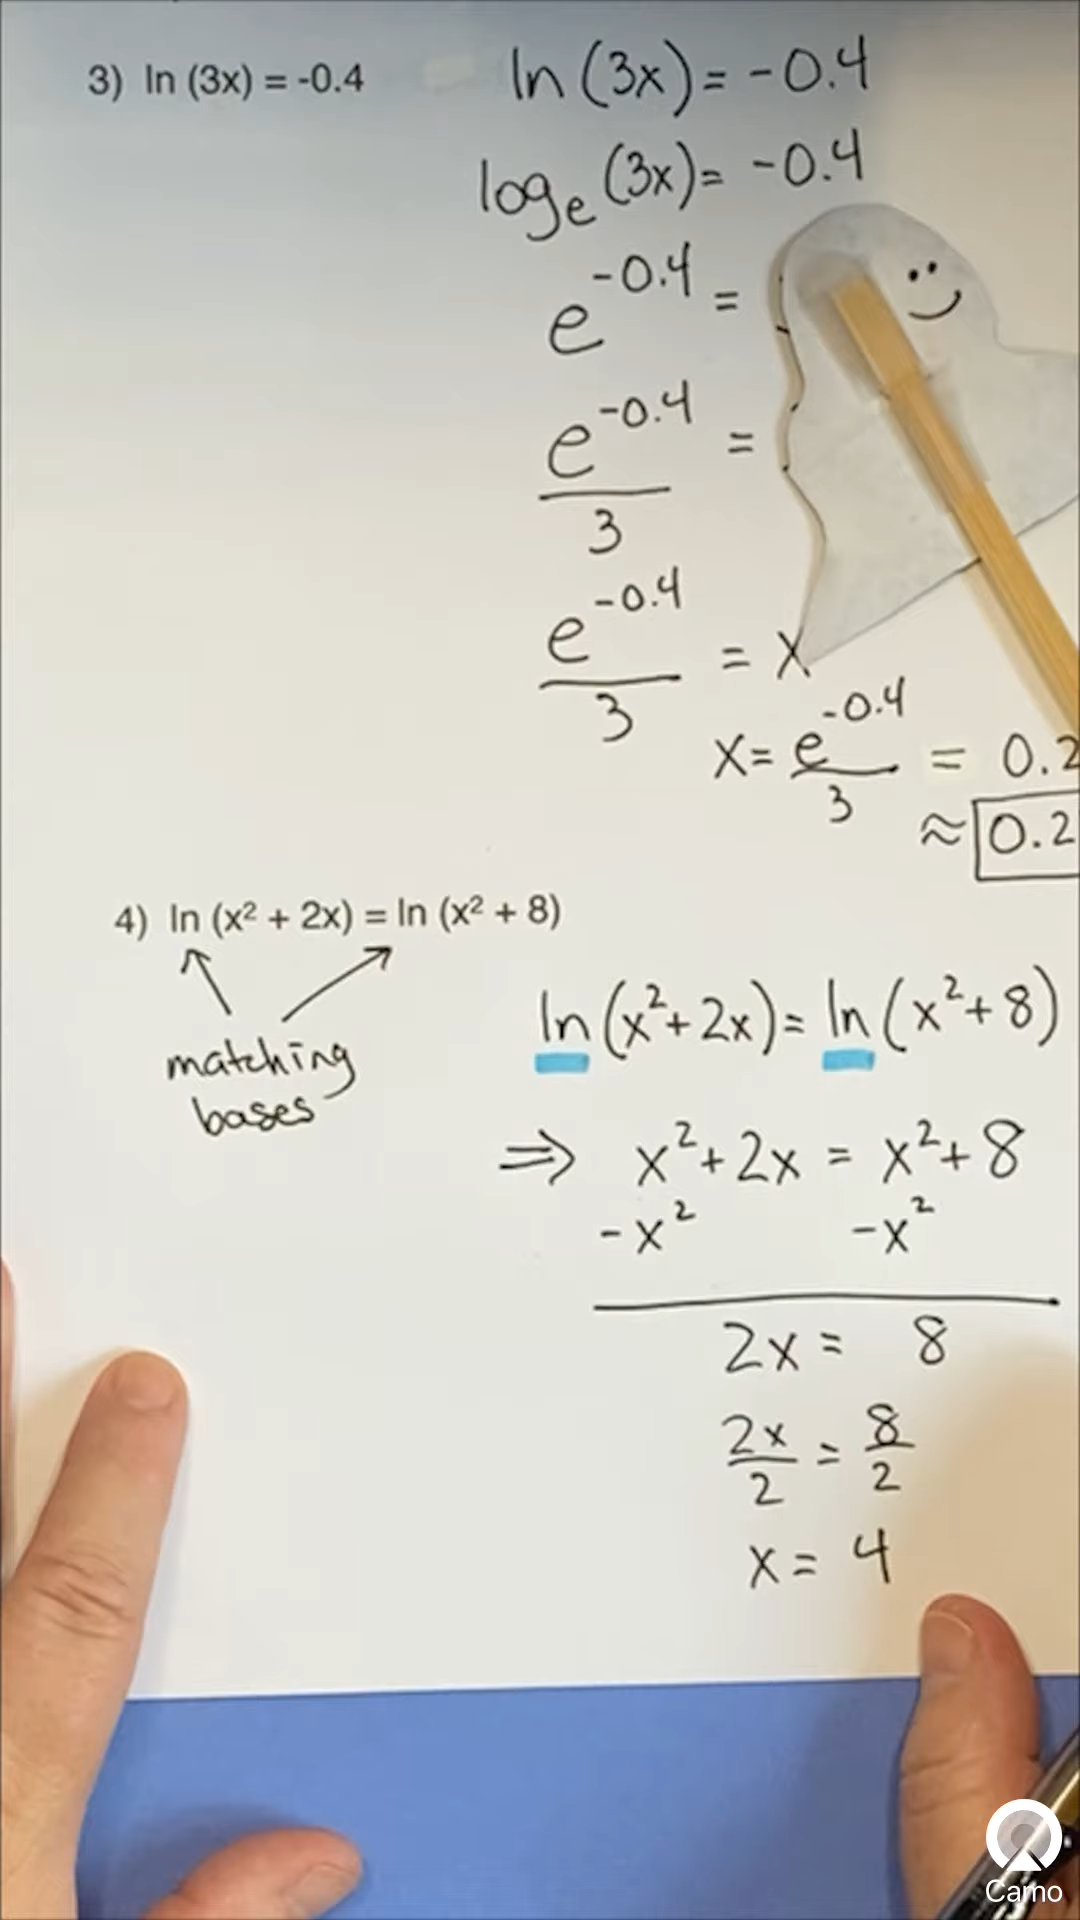 3) ln (3x) = -0.4
ln (3x) = -0.4
logₑ (3x) = -0.4
e^-0.4 =
e^-0.4 / 3 =
e^-0.4 / 3 = x
x = e^-0.4 / 3 = 0.2
≈ 0.2
4) ln (x² + 2x) = ln (x² + 8)
matching
bases
ln (x² + 2x) = ln (x² + 8)
⇒ x² + 2x = x² + 8
-x² -x²
2x = 8
2x/2 = 8/2
x = 4
Camo